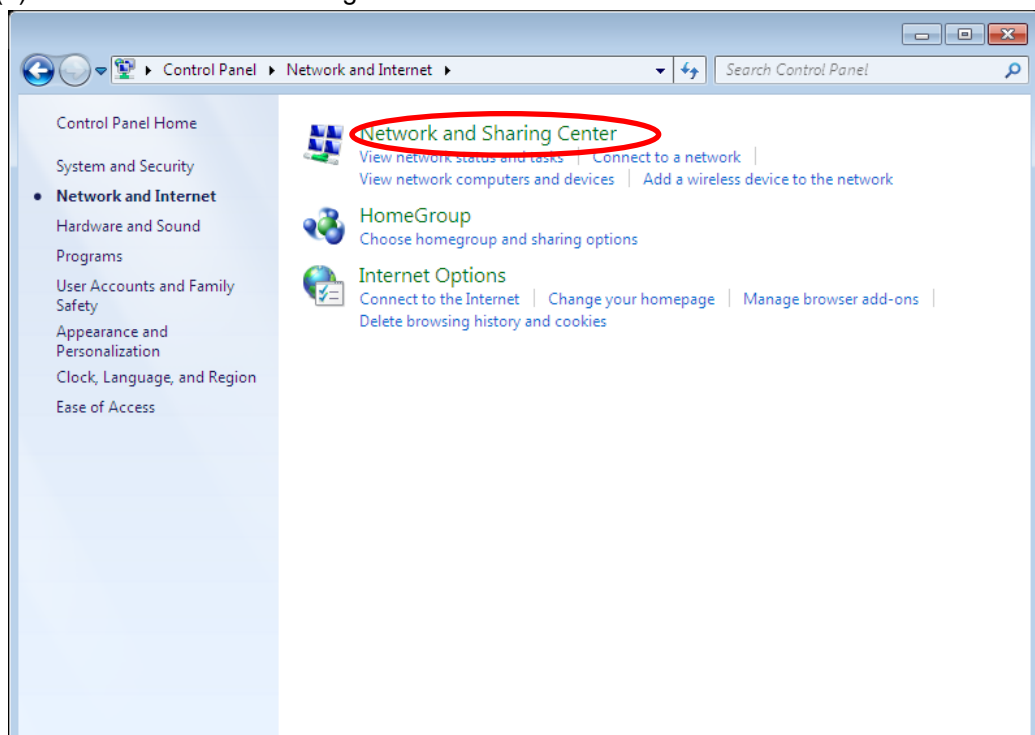 Control Panel Network and Internet Search Control Panel
Control Panel Home
System and Security
Network and Internet
Hardware and Sound
Programs
User Accounts and Family
Safety
Appearance and
Personalization
Clock, Language, and Region
Ease of Access
Network and Sharing Center
View network status and tasks Connect to a network
View network computers and devices Add a wireless device to the network
HomeGroup
Choose homegroup and sharing options
Internet Options
Connect to the Internet Change your homepage Manage browser add-ons
Delete browsing history and cookies